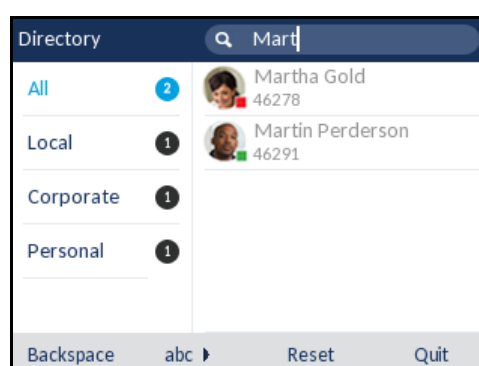 Directory
Mart
All 2
Local 1
Corporate 1
Personal 1
Martha Gold
46278
Martin Perderson
46291
Backspace abc Reset Quit